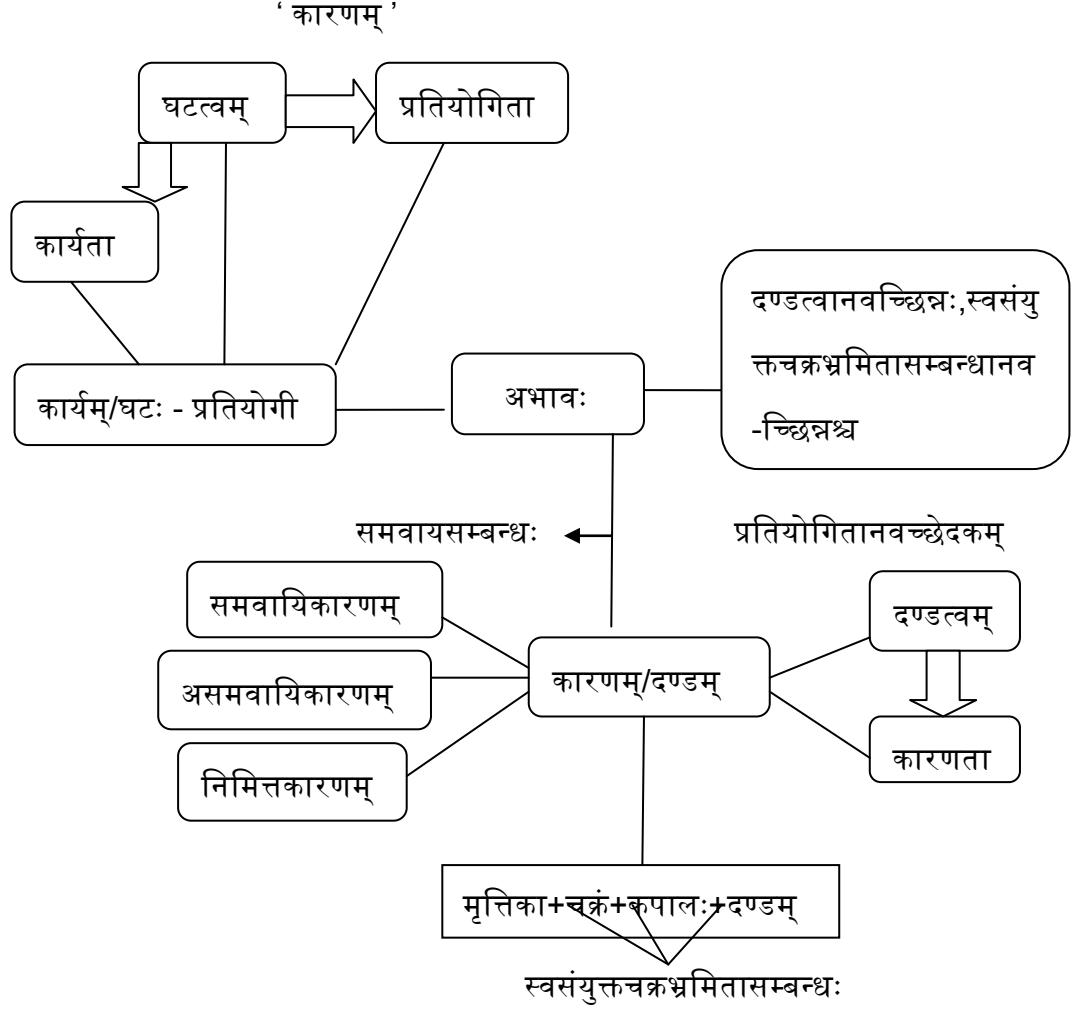 ‘ कारणम् ’
घटत्वम्
प्रतियोगिता
कार्यता
दण्डत्वानवच्छिन्नः,स्वसंयु
क्तचक्रभ्रमितासम्बन्धानव
-च्छिन्नश्च
कार्यम्/घटः - प्रतियोगी
अभावः
समवायसम्बन्धः
प्रतियोगितानवच्छेदकम्
समवायिकारणम्
दण्डत्वम्
असमवायिकारणम्
कारणम्/दण्डम्
निमित्तकारणम्
कारणता
मृत्तिका+चक्रं+कपालः+दण्डम्
स्वसंयुक्तचक्रभ्रमितासम्बन्धः